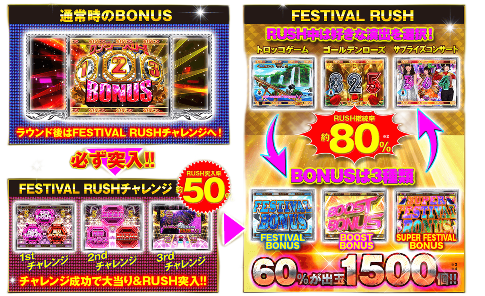 通常時のBONUS
BONUS
ラウンド後はFESTIVAL RUSHチャレンジへ!
必ず突入!!
FESTIVAL RUSHチャレンジ
RUSH突入率
約50%
1st
チャレンジ
2nd
チャレンジ
3rd
チャレンジ
チャレンジ成功で大当り&RUSH突入!!
FESTIVAL RUSH
RUSH中は好きな演出を選択!
トロッコゲーム
ゴールデンローズ
サプライズコンサート
325
RUSH継続率
約80%
BONUSは3種類
FESTIVAL
BONUS
BOOST
BONUS
SUPER FESTIVAL
BONUS
60%が出玉1500個!!